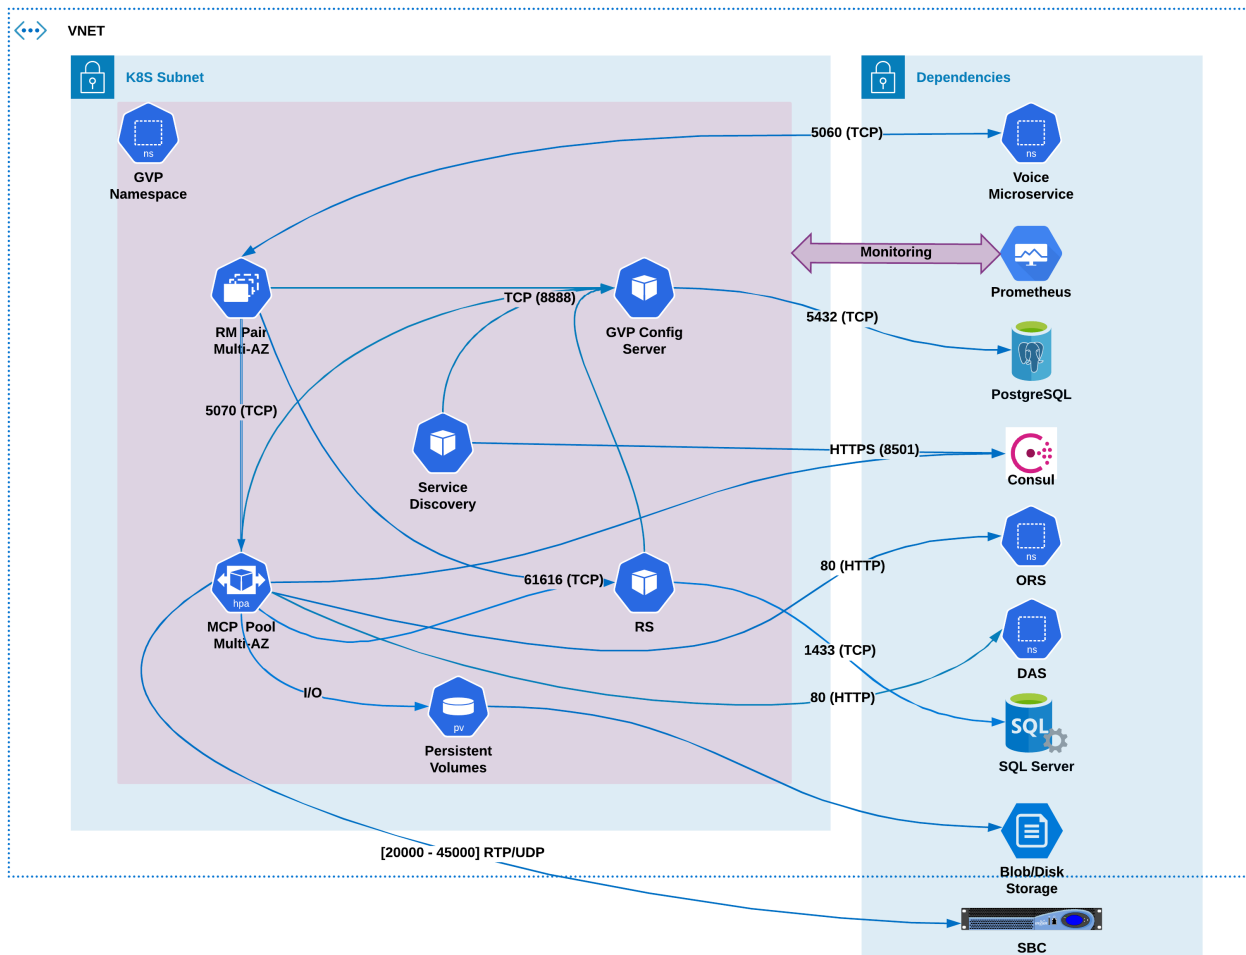 VNET
K8S Subnet
Dependencies
ns
GVP
Namespace
5060 (TCP)
ns
Voice
Microservice
Monitoring
Prometheus
RM Pair
Multi-AZ
TCP (8888)
GVP Config
Server
5432 (TCP)
PostgreSQL
5070 (TCP)
Service
Discovery
HTTPS (8501)
Consul
ns
ORS
80 (HTTP)
61616 (TCP)
hpa
MCP Pool
Multi-AZ
RS
ns
DAS
1433 (TCP)
I/O
80 (HTTP)
pv
Persistent
Volumes
SQL
SQL Server
[20000 - 45000] RTP/UDP
Blob/Disk
Storage
SBC